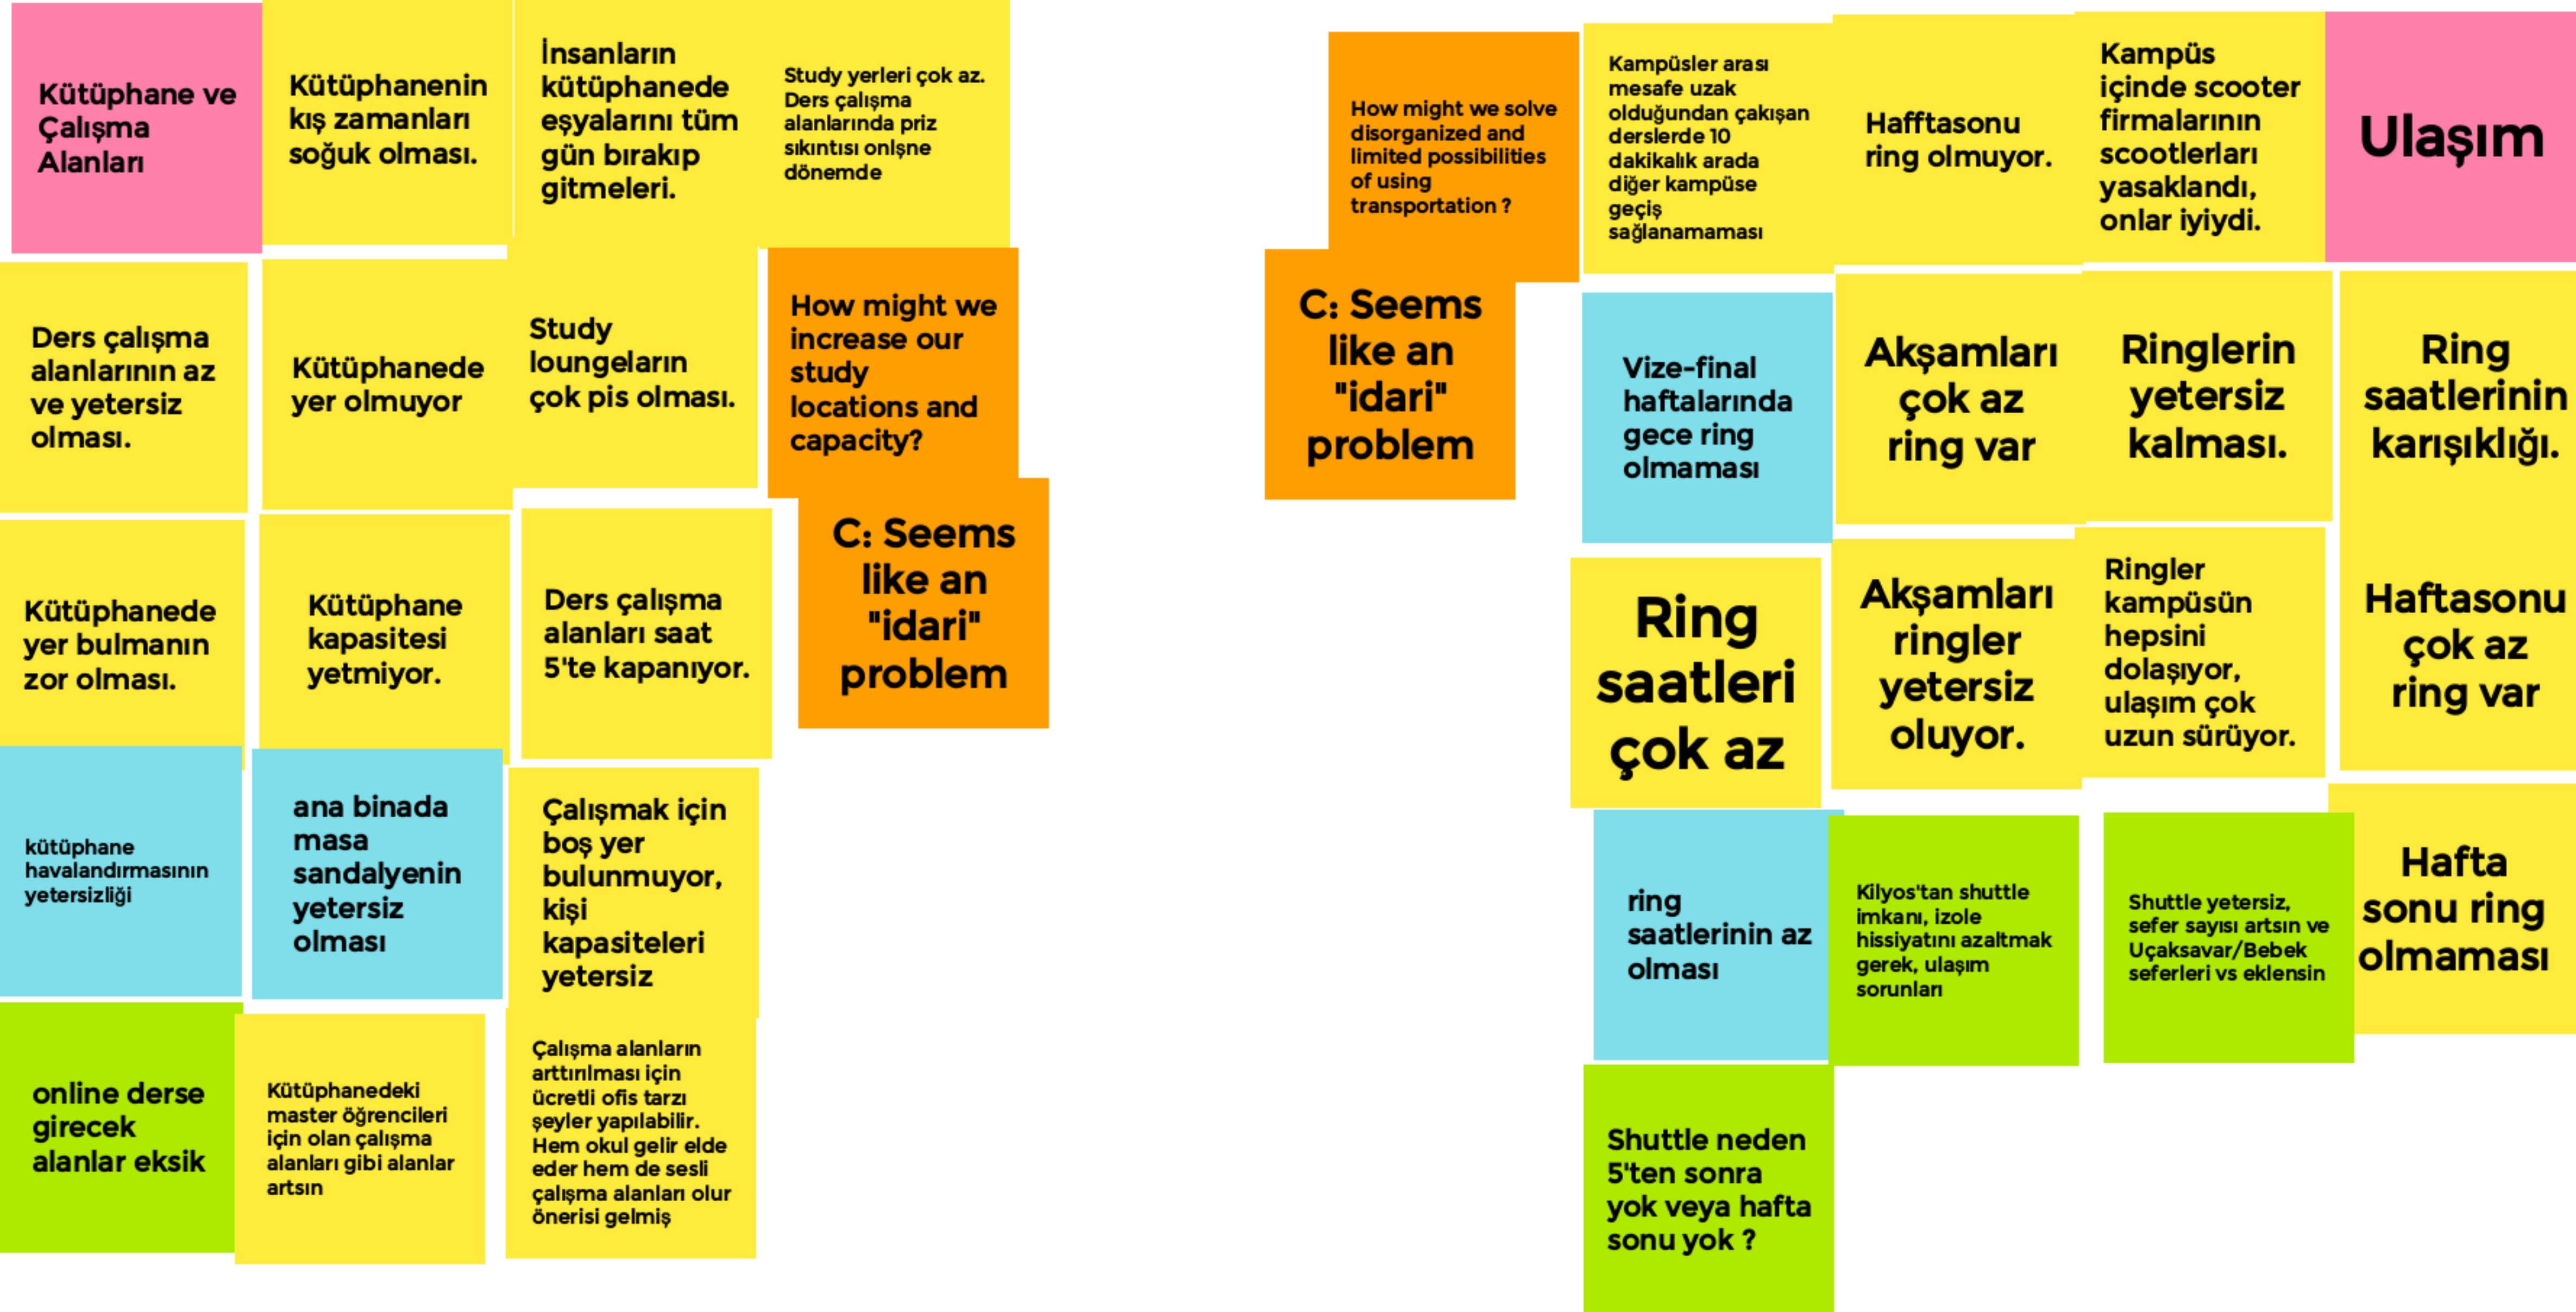 Kütüphane ve
Çalışma
Alanları
Kütüphanenin
kış zamanları
soğuk olması.
İnsanların
kütüphanede
eşyalarını tüm
gün bırakıp
gitmeleri.
Study yerleri çok az.
Ders çalışma
alanlarında priz
sıkıntısı onlşne
dönemde
Ders çalışma
alanlarının az
ve yetersiz
olması.
Kütüphanede
yer olmuyor
Study
loungeların
çok pis olması.
How might we
increase our
study
locations and
capacity?
Kütüphanede
yer bulmanın
zor olması.
Kütüphane
kapasitesi
yetmiyor.
Ders çalışma
alanları saat
5'te kapanıyor.
C: Seems
like an
"idari"
problem
kütüphane
havalandırmasının
yetersizliği
ana binada
masa
sandalyenin
yetersiz
olması
Çalışmak için
boş yer
bulunmuyor,
kişi
kapasiteleri
yetersiz
online derse
girecek
alanlar eksik
Kütüphanedeki
master öğrencileri
için olan çalışma
alanları gibi alanlar
artsın
Çalışma alanların
arttırılması için
ücretli ofis tarzı
şeyler yapılabilir.
Hem okul gelir elde
eder hem de sesli
çalışma alanları olur
önerisi gelmiş
How might we solve
disorganized and
limited possibilities
of using
transportation ?
Kampüsler arası
mesafe uzak
olduğundan çakışan
derslerde 10
dakikalık arada
diğer kampüse
geçiş
sağlanamaması
Hafftasonu
ring olmuyor.
Kampüs
içinde scooter
firmalarının
scootlerları
yasaklandı,
onlar iyiydi.
Ulaşım
C: Seems
like an
"idari"
problem
Vize-final
haftalarında
gece ring
olmaması
Akşamları
çok az
ring var
Ringlerin
yetersiz
kalması.
Ring
saatlerinin
karışıklığı.
Ring
saatleri
çok az
Akşamları
ringler
yetersiz
oluyor.
Ringler
kampüsün
hepsini
dolaşıyor,
ulaşım çok
uzun sürüyor.
Haftasonu
çok az
ring var
ring
saatlerinin az
olması
Kilyos'tan shuttle
imkanı, izole
hissiyatını azaltmak
gerek, ulaşım
sorunları
Shuttle yetersiz,
sefer sayısı artsın ve
Uçaksavar/Bebek
seferleri vs eklensin
Hafta
sonu ring
olmaması
Shuttle neden
5'ten sonra
yok veya hafta
sonu yok ?